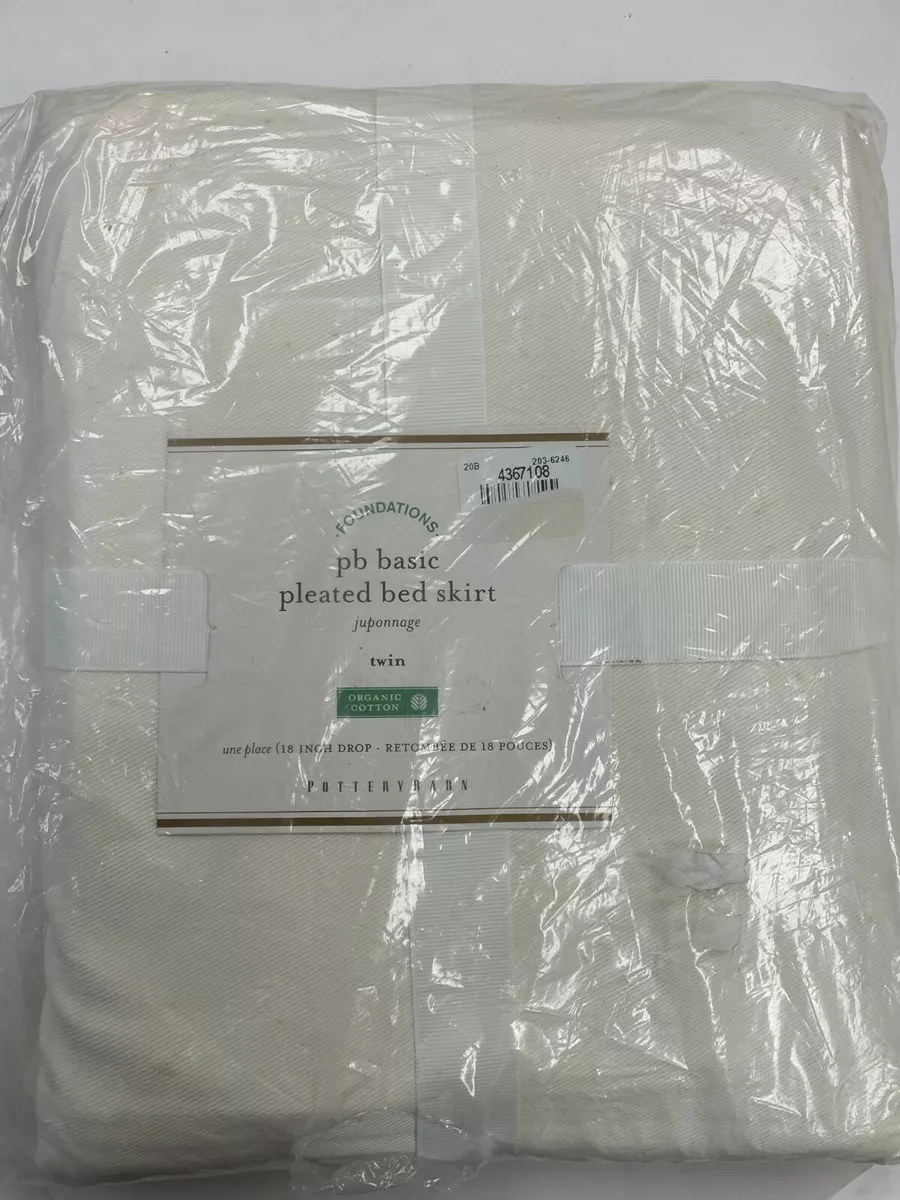 20B 203-6246
4367108
·FOUNDATIONS·
pb basic
pleated bed skirt
juponnage
twin
ORGANIC
COTTON
une place (18 INCH DROP · RETOMBÉE DE 18 POUCES)
POTTERYBARN